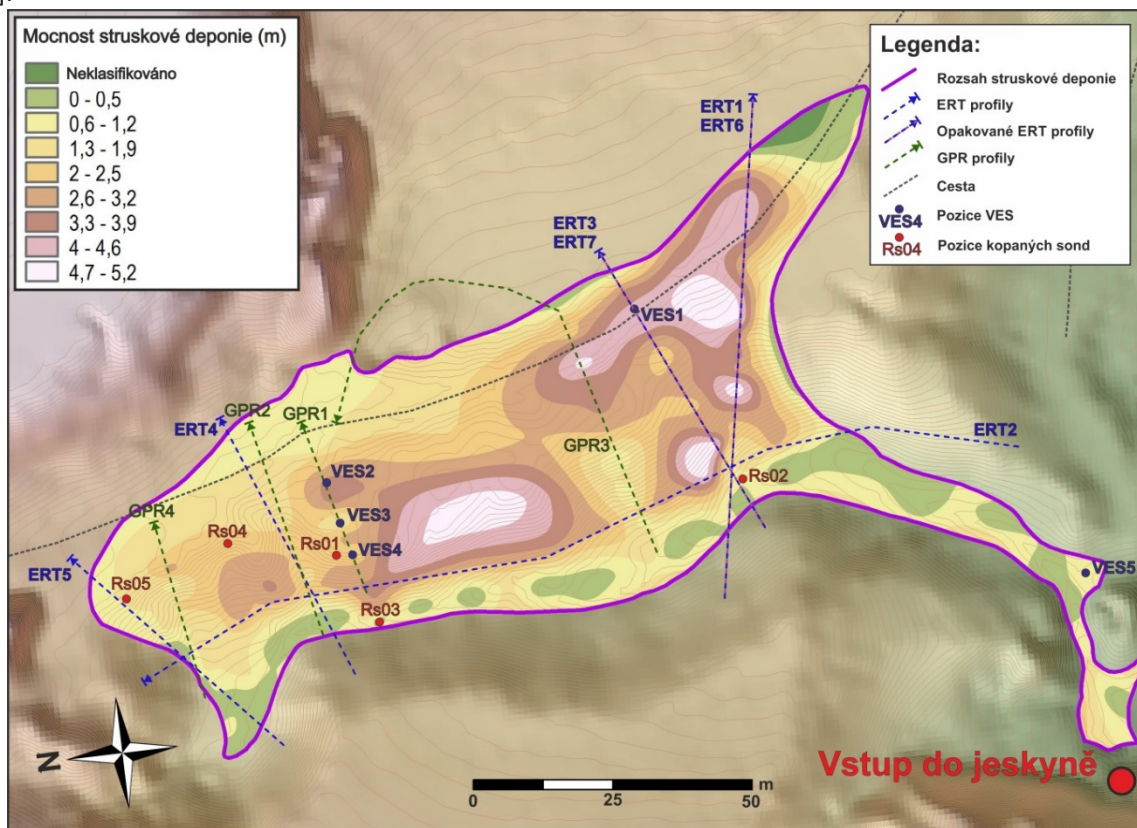 Mocnost struskové deponie (m)
Neklasifikováno
0 - 0,5
0,6 - 1,2
1,3 - 1,9
2 - 2,5
2,6 - 3,2
3,3 - 3,9
4 - 4,6
4,7 - 5,2
Legenda:
Rozsah struskové deponie
ERT profily
Opakované ERT profily
GPR profily
Cesta
VES4 Pozice VES
Rs04 Pozice kopaných sond
ERT1
ERT6
ERT3
ERT7
VES1
GPR2
GPR1
ERT4
GPR3
ERT2
VES2
Rs02
GPR4
VES3
Rs04
Rs01
VES4
ERT5
VES5
Rs05
Rs03
N
Vstup do jeskyně
m
0
25
50